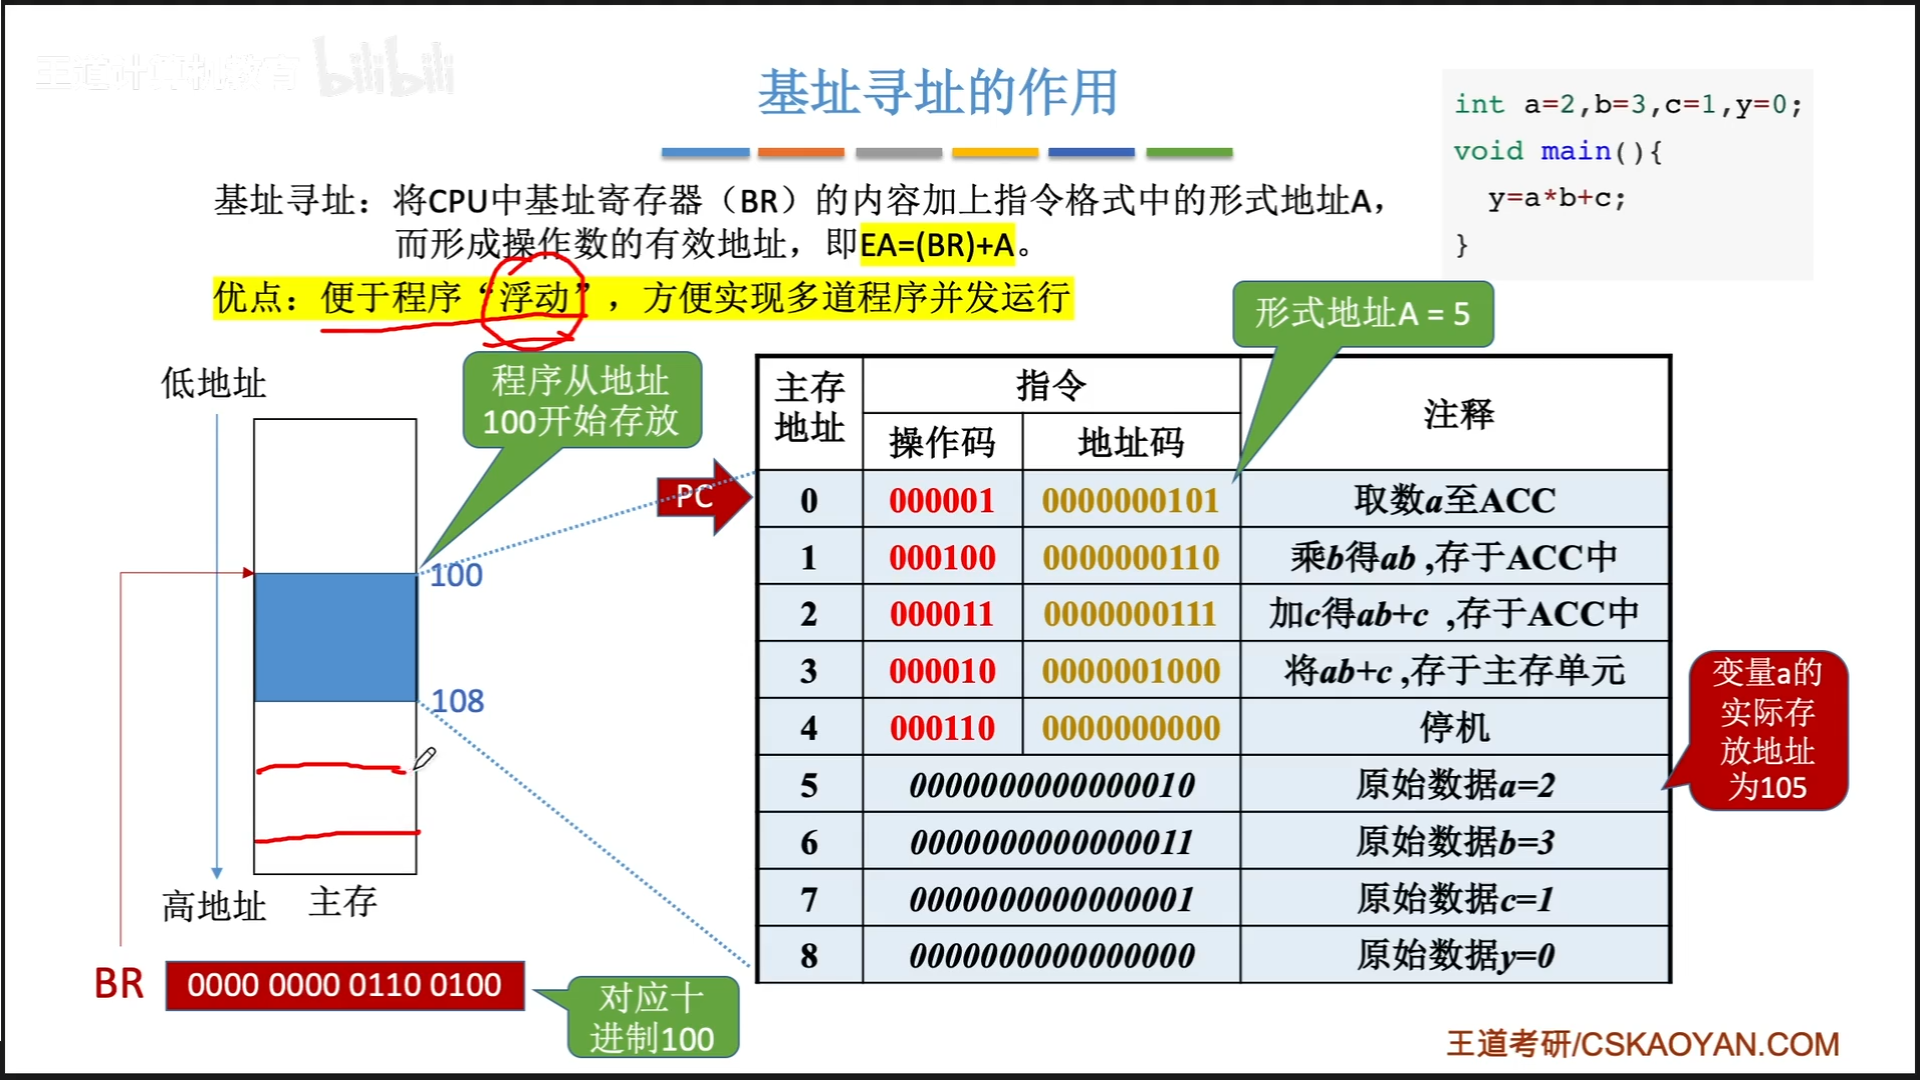 王道计算机教育 bilibili
基址寻址的作用
int a=2,b=3,c=1,y=0;
void main(){
y=a*b+c;
}
基址寻址：将CPU中基址寄存器（BR）的内容加上指令格式中的形式地址A，
而形成操作数的有效地址，即EA=(BR)+A。
优点：便于程序“浮动”，方便实现多道程序并发运行
形式地址A = 5
程序从地址
100开始存放
低地址
100
108
高地址
主存
BR
0000 0000 0110 0100
对应十
进制100
PC
主存
地址
指令
注释
操作码 地址码
0 000001 0000000101 取数a至ACC
1 000100 0000000110 乘b得ab ,存于ACC中
2 000011 0000000111 加c得ab+c ,存于ACC中
3 000010 0000001000 将ab+c ,存于主存单元
4 000110 0000000000 停机
5 0000000000000010 原始数据a=2
6 0000000000000011 原始数据b=3
7 0000000000000001 原始数据c=1
8 0000000000000000 原始数据y=0
变量a的
实际存
放地址
为105
王道考研/CSKAOYAN.COM